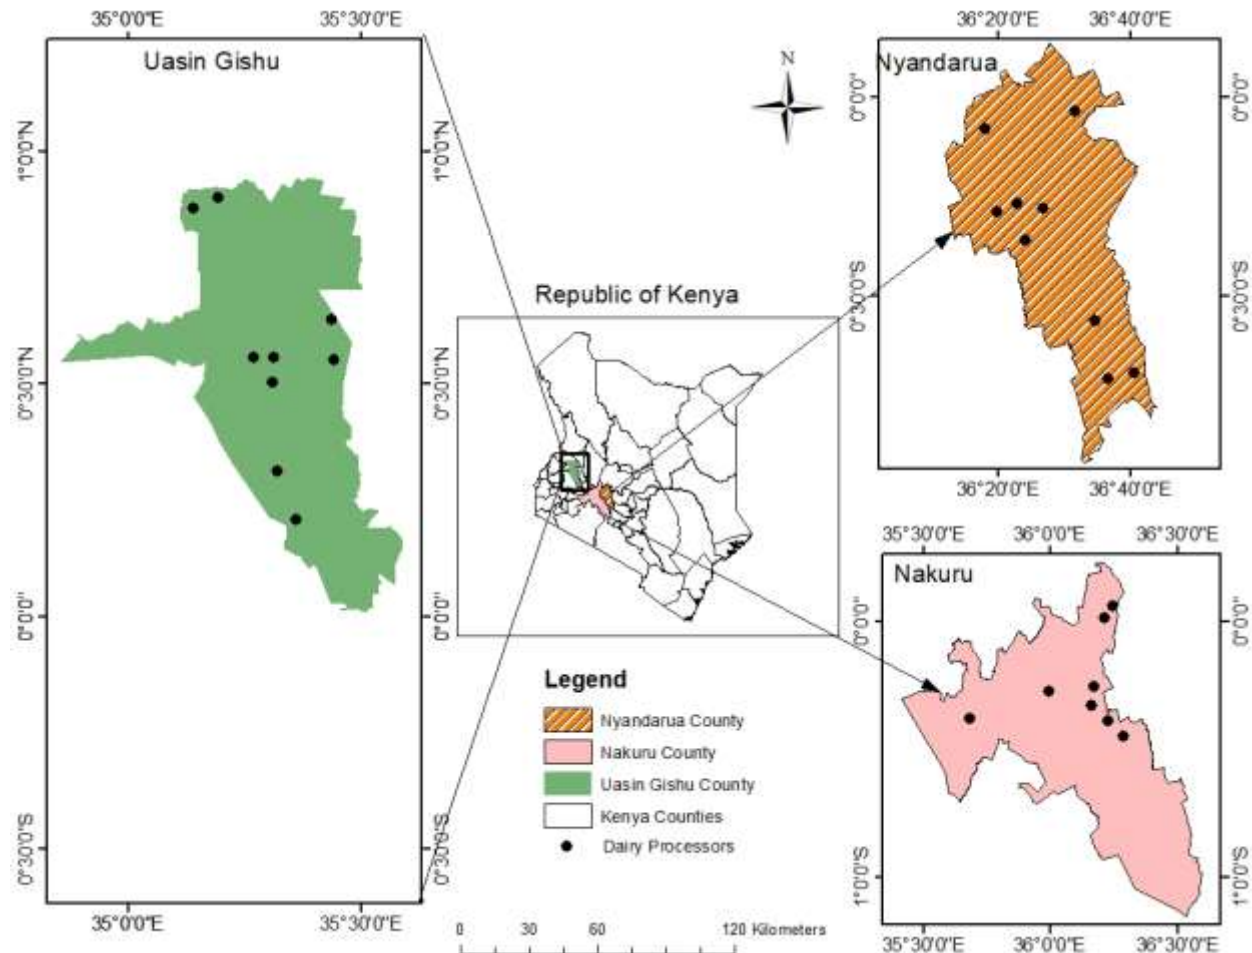 35°0'0"E 35°30'0"E
Uasin Gishu
1°0'0"N
0°30'0"N
0°0'0"
0°30'0"S
1°0'0"N
0°30'0"N
0°0'0"
0°30'0"S
35°0'0"E 35°30'0"E
N
Republic of Kenya
Legend
Nyandarua County
Nakuru County
Uasin Gishu County
Kenya Counties
Dairy Processors
0 30 60 120 Kilometers
36°20'0"E 36°40'0"E
Nyandarua
0°0'0"
0°30'0"S
0°0'0"
0°30'0"S
36°20'0"E 36°40'0"E
35°30'0"E 36°0'0"E 36°30'0"E
Nakuru
0°0'0"
1°0'0"S
0°0'0"
1°0'0"S
35°30'0"E 36°0'0"E 36°30'0"E